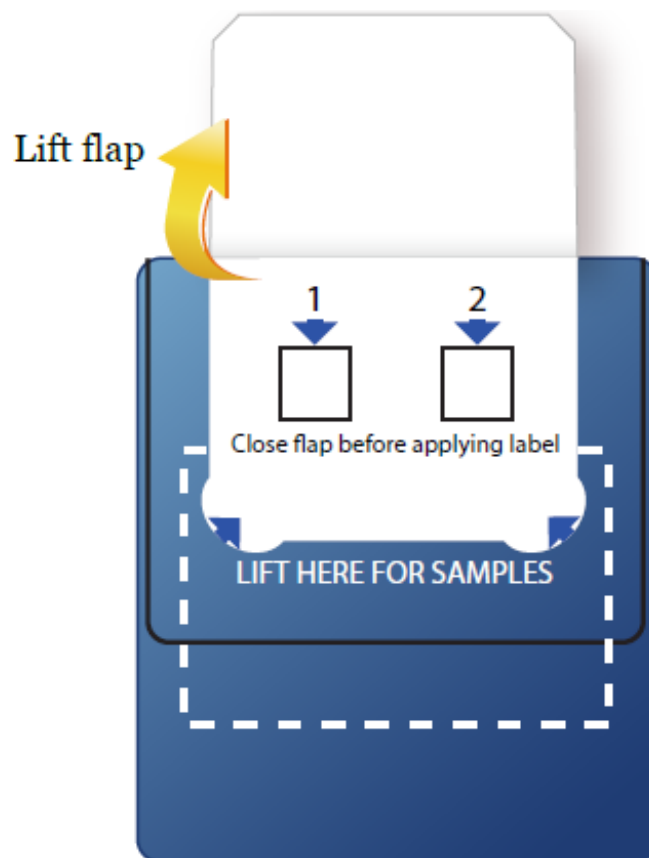 Lift flap
1 2
Close flap before applying label
LIFT HERE FOR SAMPLES